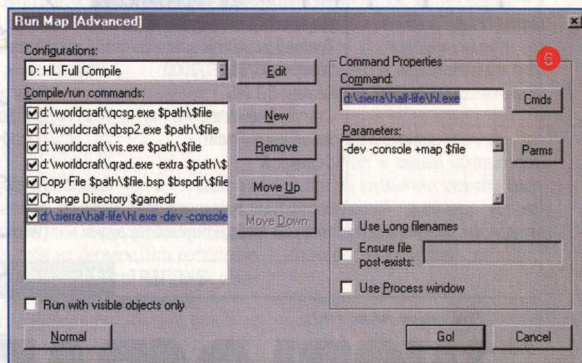 Run Map [Advanced]
Configurations:
D: HL Full Compile
Edit
Compile/run commands:
d:\worldcraft\qcsg.exe $path\$file
d:\worldcraft\qbsp2.exe $path\$file
d:\worldcraft\vis.exe $path\$file
d:\worldcraft\qrad.exe -extra $path\$
Copy File $path\$file.bsp $bspdir\$file
Change Directory $gamedir
d:\sierra\half-life\hl.exe -dev -console
New
Remove
Move Up
Move Down
Run with visible objects only
Normal
Command Properties
6
Command:
d:\sierra\half-life\hl.exe
Cmds
Parameters:
-dev -console +map $file
Parms
Use Long filenames
Ensure file
post-exists:
Use Process window
Go!
Cancel